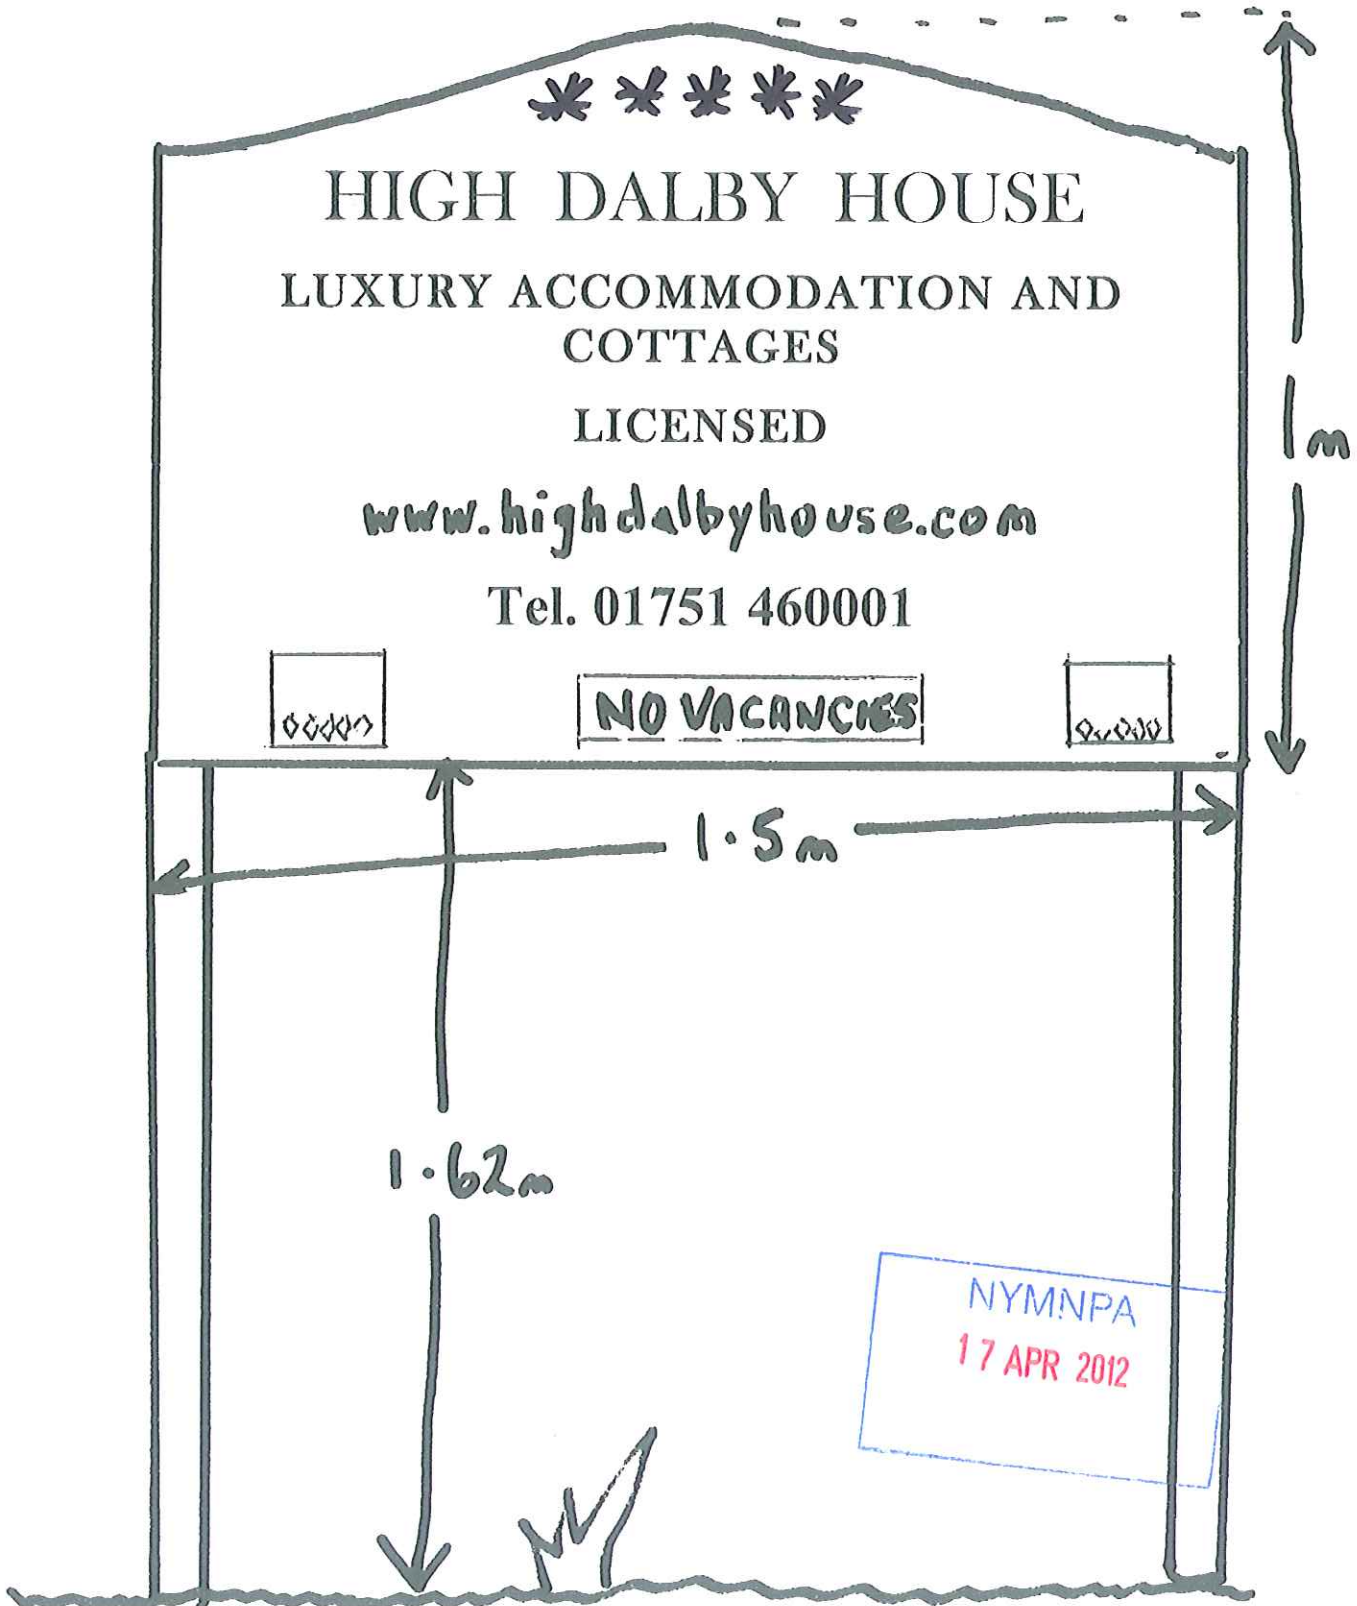 *****
HIGH DALBY HOUSE
LUXURY ACCOMMODATION AND
COTTAGES
LICENSED
www.highdalbyhouse.com
Tel. 01751 460001
NO VACANCIES
1m
1.5m
1.62m
NYMNPA
17 APR 2012